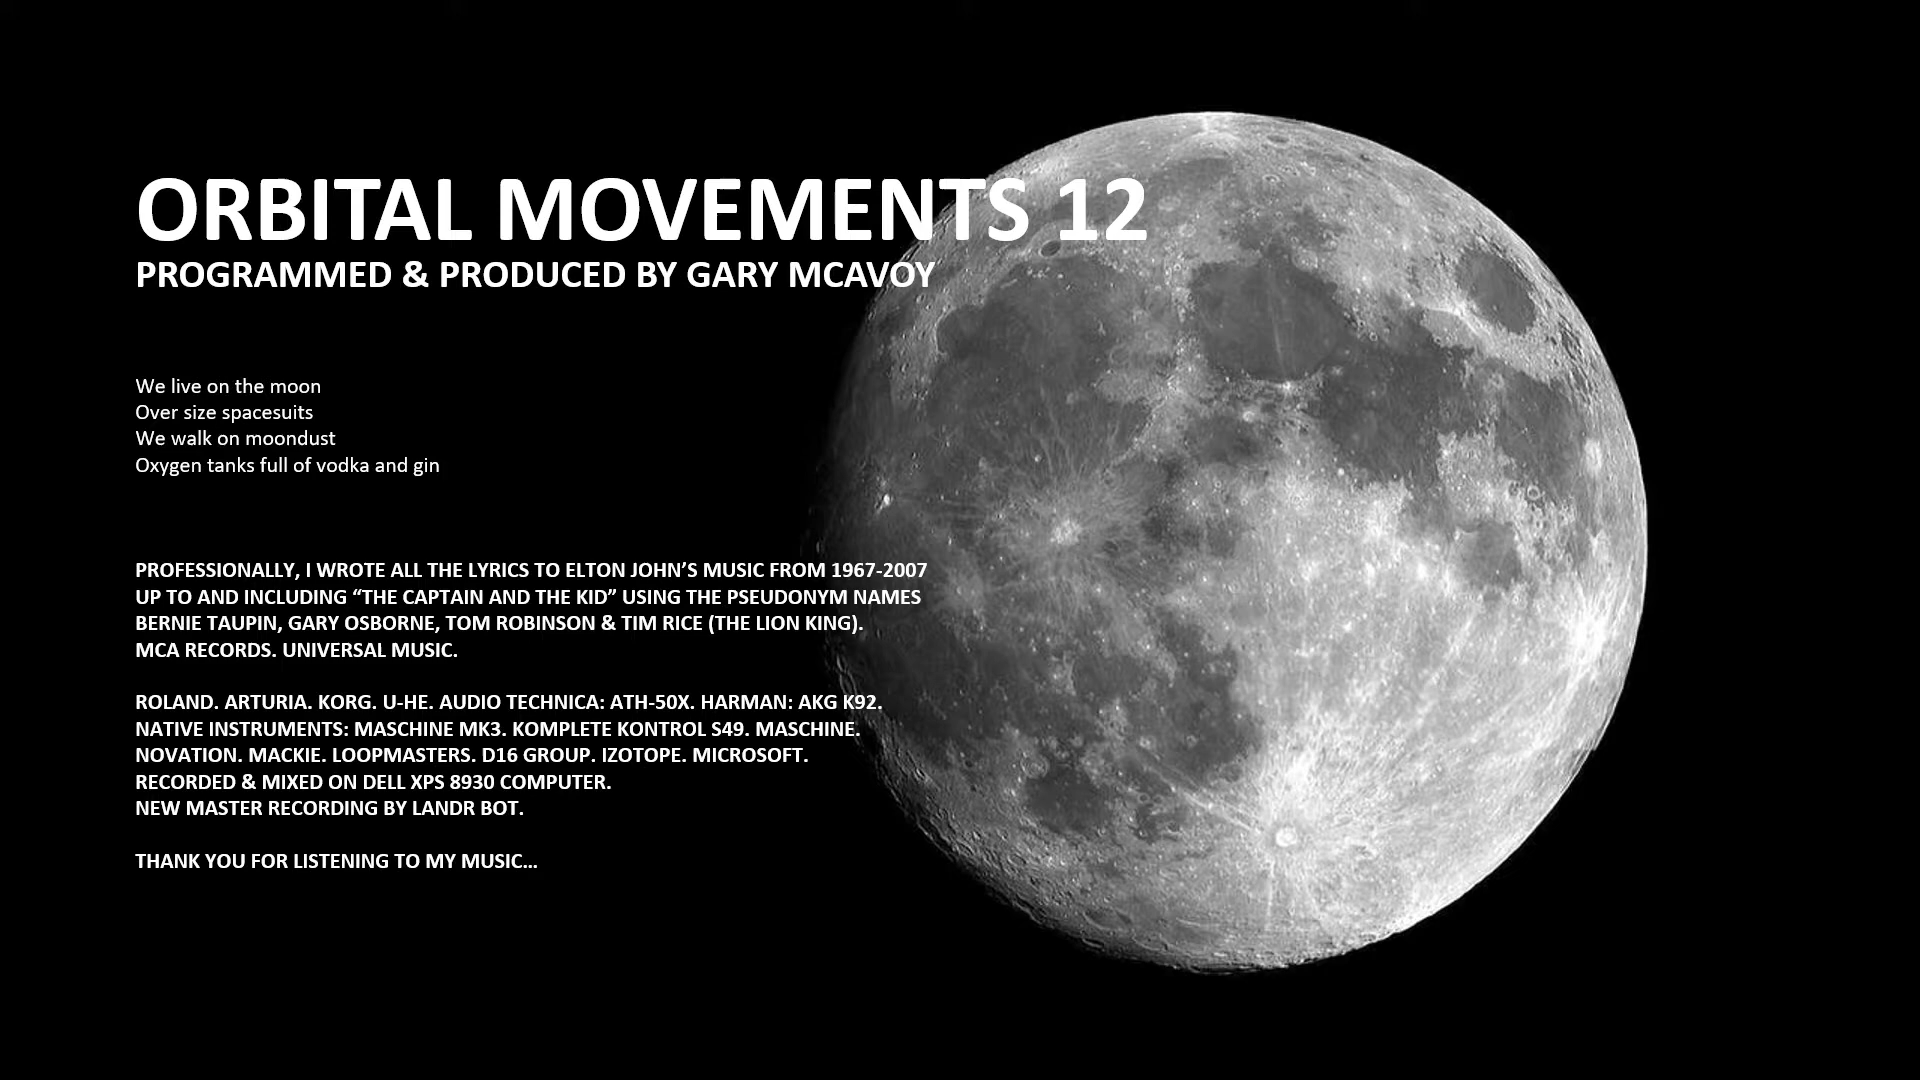 ORBITAL MOVEMENTS 12
PROGRAMMED & PRODUCED BY GARY MCAVOY
We live on the moon
Over size spacesuits
We walk on moondust
Oxygen tanks full of vodka and gin
PROFESSIONALLY, I WROTE ALL THE LYRICS TO ELTON JOHN’S MUSIC FROM 1967-2007
UP TO AND INCLUDING “THE CAPTAIN AND THE KID” USING THE PSEUDONYM NAMES
BERNIE TAUPIN, GARY OSBORNE, TOM ROBINSON & TIM RICE (THE LION KING).
MCA RECORDS. UNIVERSAL MUSIC.
ROLAND. ARTURIA. KORG. U-HE. AUDIO TECHNICA: ATH-50X. HARMAN: AKG K92.
NATIVE INSTRUMENTS: MASCHINE MK3. KOMPLETE KONTROL S49. MASCHINE.
NOVATION. MACKIE. LOOPMASTERS. D16 GROUP. IZOTOPE. MICROSOFT.
RECORDED & MIXED ON DELL XPS 8930 COMPUTER.
NEW MASTER RECORDING BY LANDR BOT.
THANK YOU FOR LISTENING TO MY MUSIC…